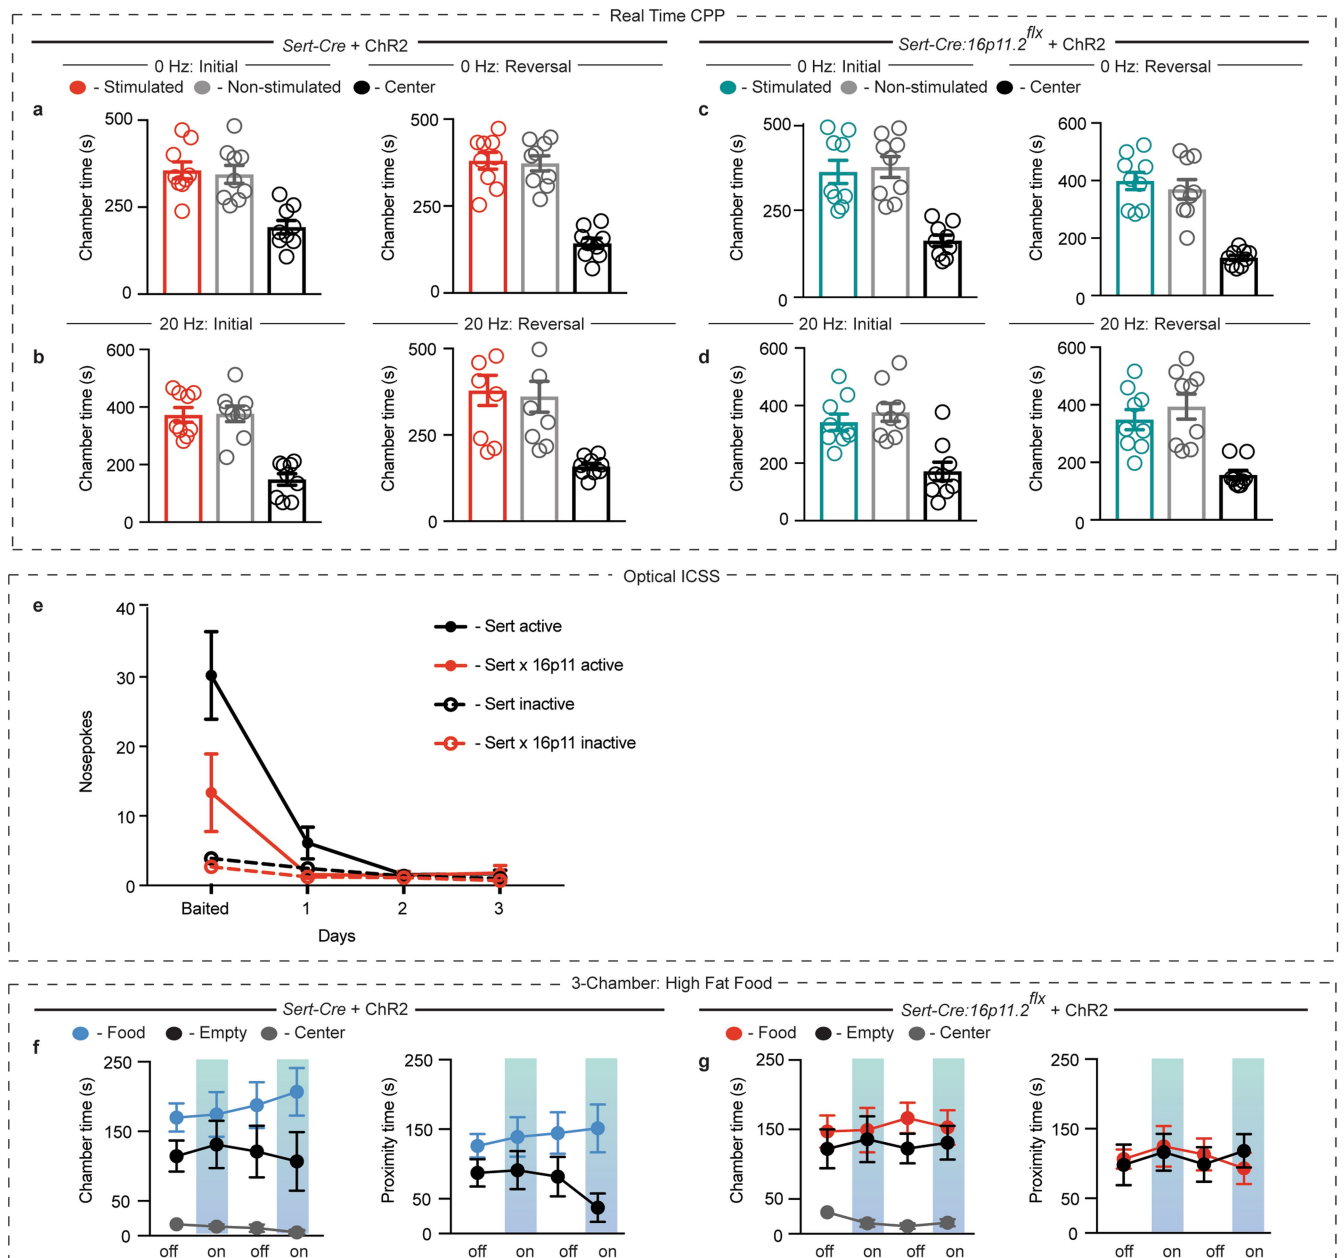 Real Time CPP
Sert-Cre + ChR2
Sert-Cre:16p11.2flx + ChR2
0 Hz: Initial
0 Hz: Reversal
0 Hz: Initial
0 Hz: Reversal
- Stimulated - Non-stimulated - Center
- Stimulated - Non-stimulated - Center
a
Chamber time (s)
500
250
0
Chamber time (s)
500
250
0
c
Chamber time (s)
500
250
0
Chamber time (s)
600
400
200
0
20 Hz: Initial
20 Hz: Reversal
20 Hz: Initial
20 Hz: Reversal
b
Chamber time (s)
600
400
200
0
Chamber time (s)
500
250
0
d
Chamber time (s)
600
400
200
0
Chamber time (s)
600
400
200
0
Optical ICSS
e
Nosepokes
40
30
20
10
0
Baited 1 2 3
Days
- Sert active
- Sert x 16p11 active
- Sert inactive
- Sert x 16p11 inactive
3-Chamber: High Fat Food
Sert-Cre + ChR2
Sert-Cre:16p11.2flx + ChR2
- Food - Empty - Center
- Food - Empty - Center
f
Chamber time (s)
250
150
50
0
off on off on
Proximity time (s)
250
150
50
0
off on off on
g
Chamber time (s)
250
150
50
0
off on off on
Proximity time (s)
250
150
50
0
off on off on